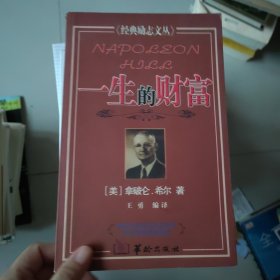 《经典励志文丛》
NAPOLEON
HILL
一生的财富
[美] 拿破仑.希尔 著
王勇 编译
华龄出版社